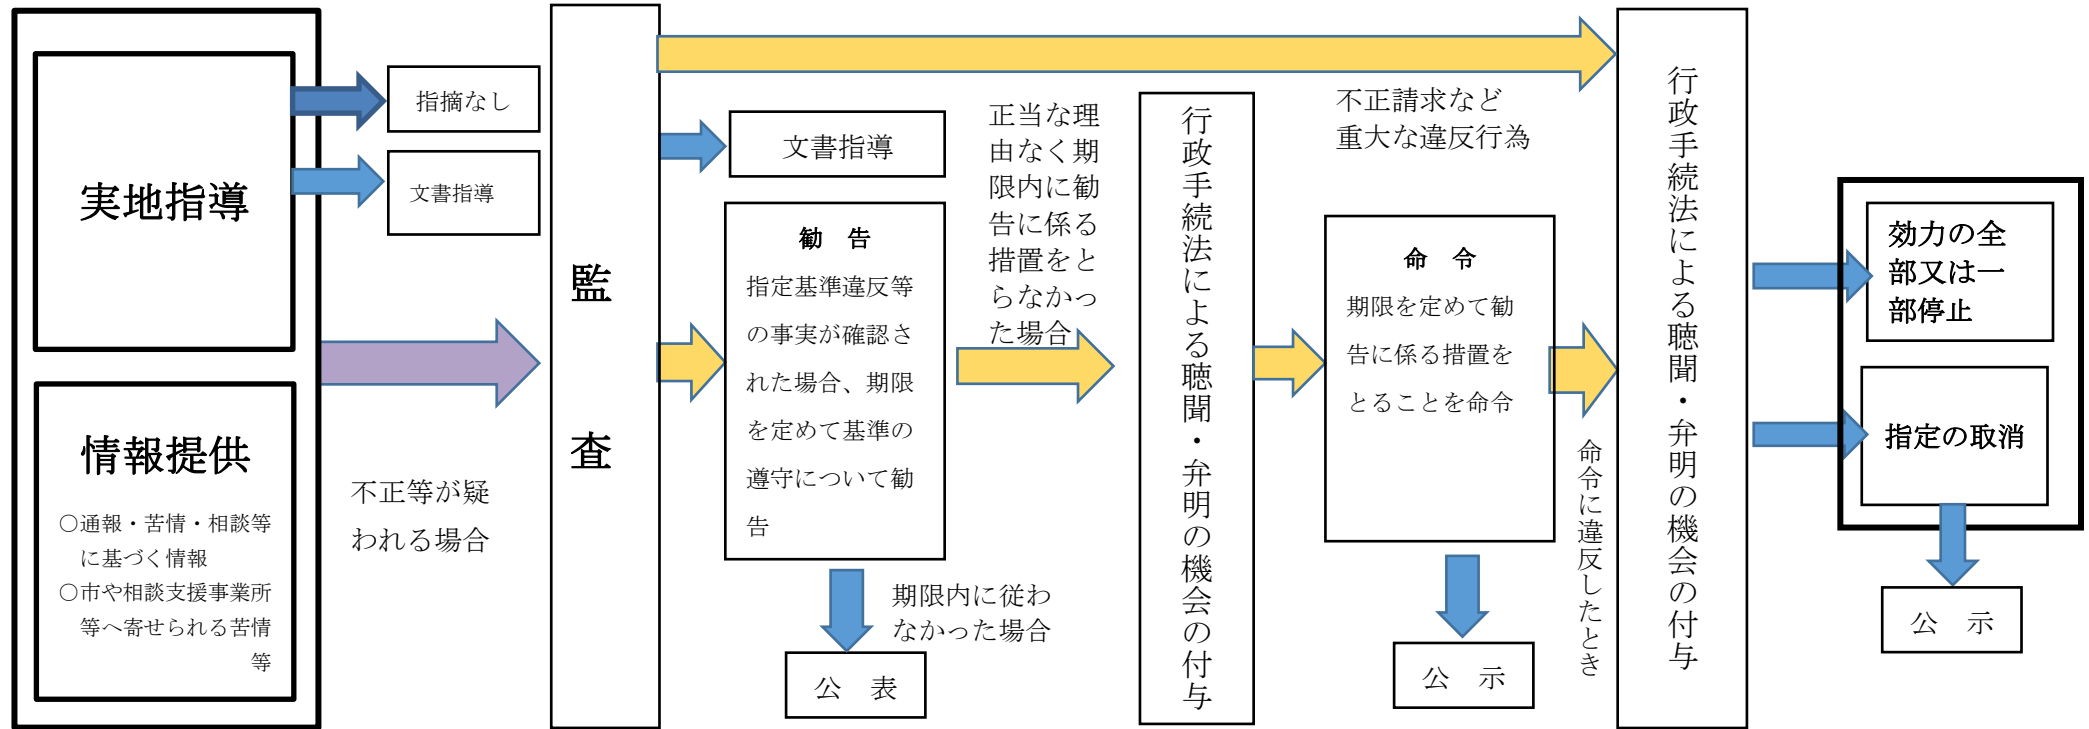 実地指導
情報提供
○通報・苦情・相談等
に基づく情報
○市や相談支援事業所
等へ寄せられる苦情
等
指摘なし
文書指導
不正等が疑
われる場合
監
査
文書指導
勧 告
指定基準違反等
の事実が確認さ
れた場合、期限
を定めて基準の
遵守について勧
告
期限内に従わ
なかった場合
公 表
正当な理
由なく期
限内に勧
告に係る
措置をと
らなかっ
た場合
行政手続法による聴聞・弁明の機会の付与
不正請求など
重大な違反行為
命 令
期限を定めて勧
告に係る措置を
とることを命令
公 示
命令に違反したとき
行政手続法による聴聞・弁明の機会の付与
効力の全
部又は一
部停止
指定の取消
公 示